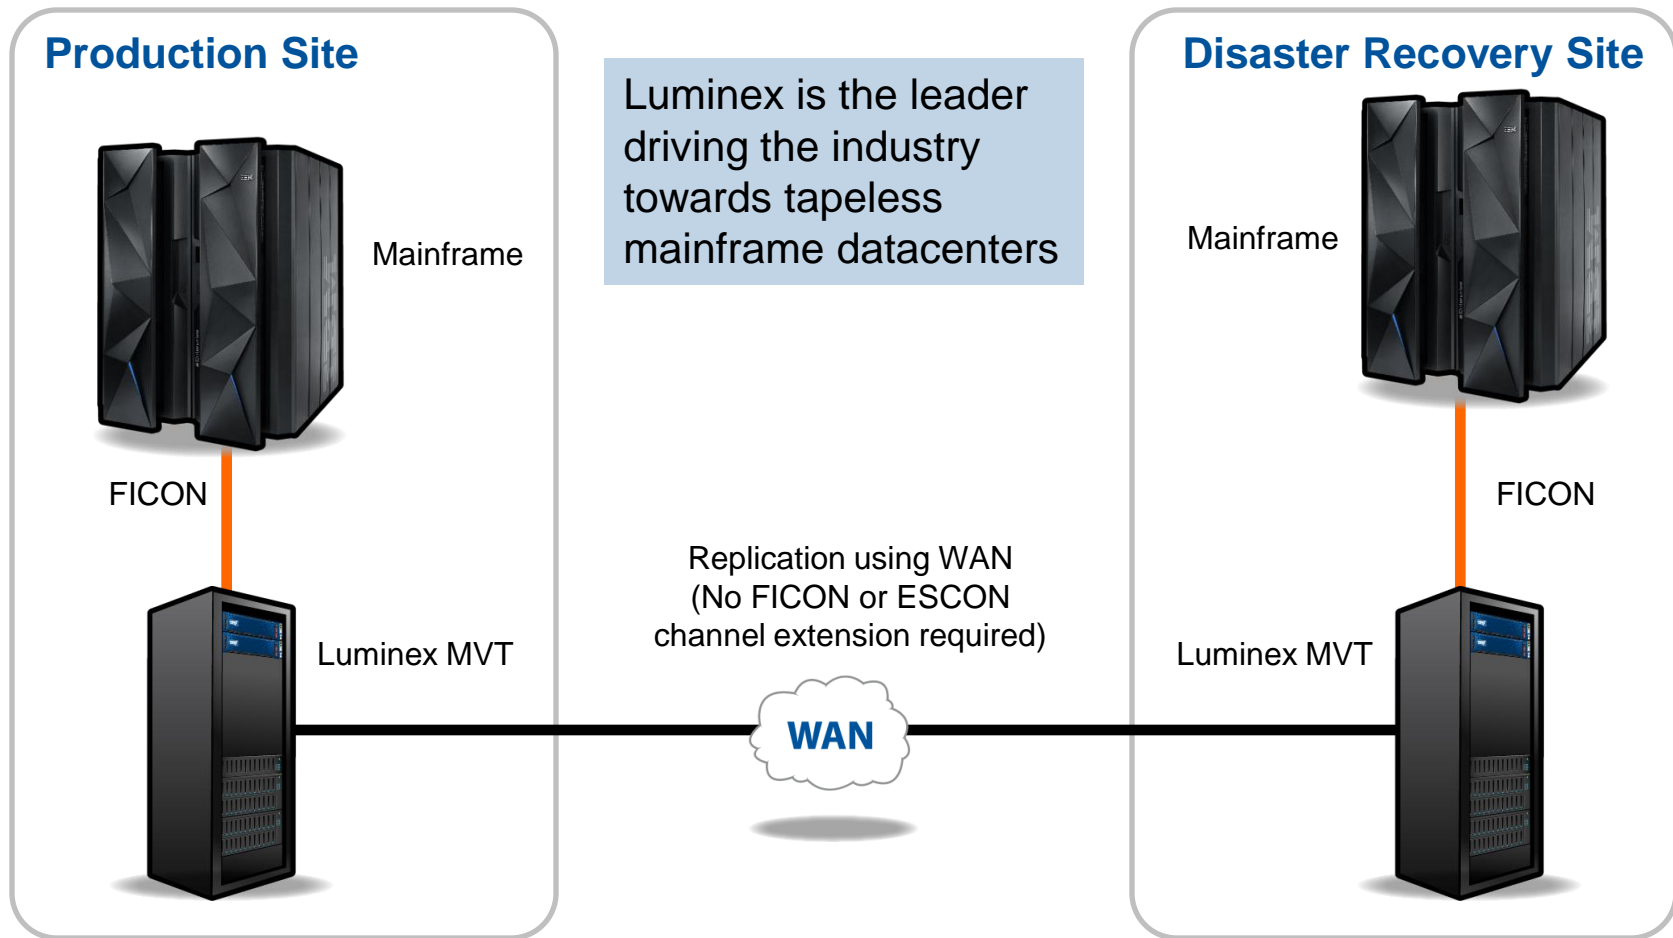 Production Site
Mainframe
FICON
Luminex MVT
Luminex is the leader
driving the industry
towards tapeless
mainframe datacenters
Replication using WAN
(No FICON or ESCON
channel extension required)
WAN
Disaster Recovery Site
Mainframe
FICON
Luminex MVT